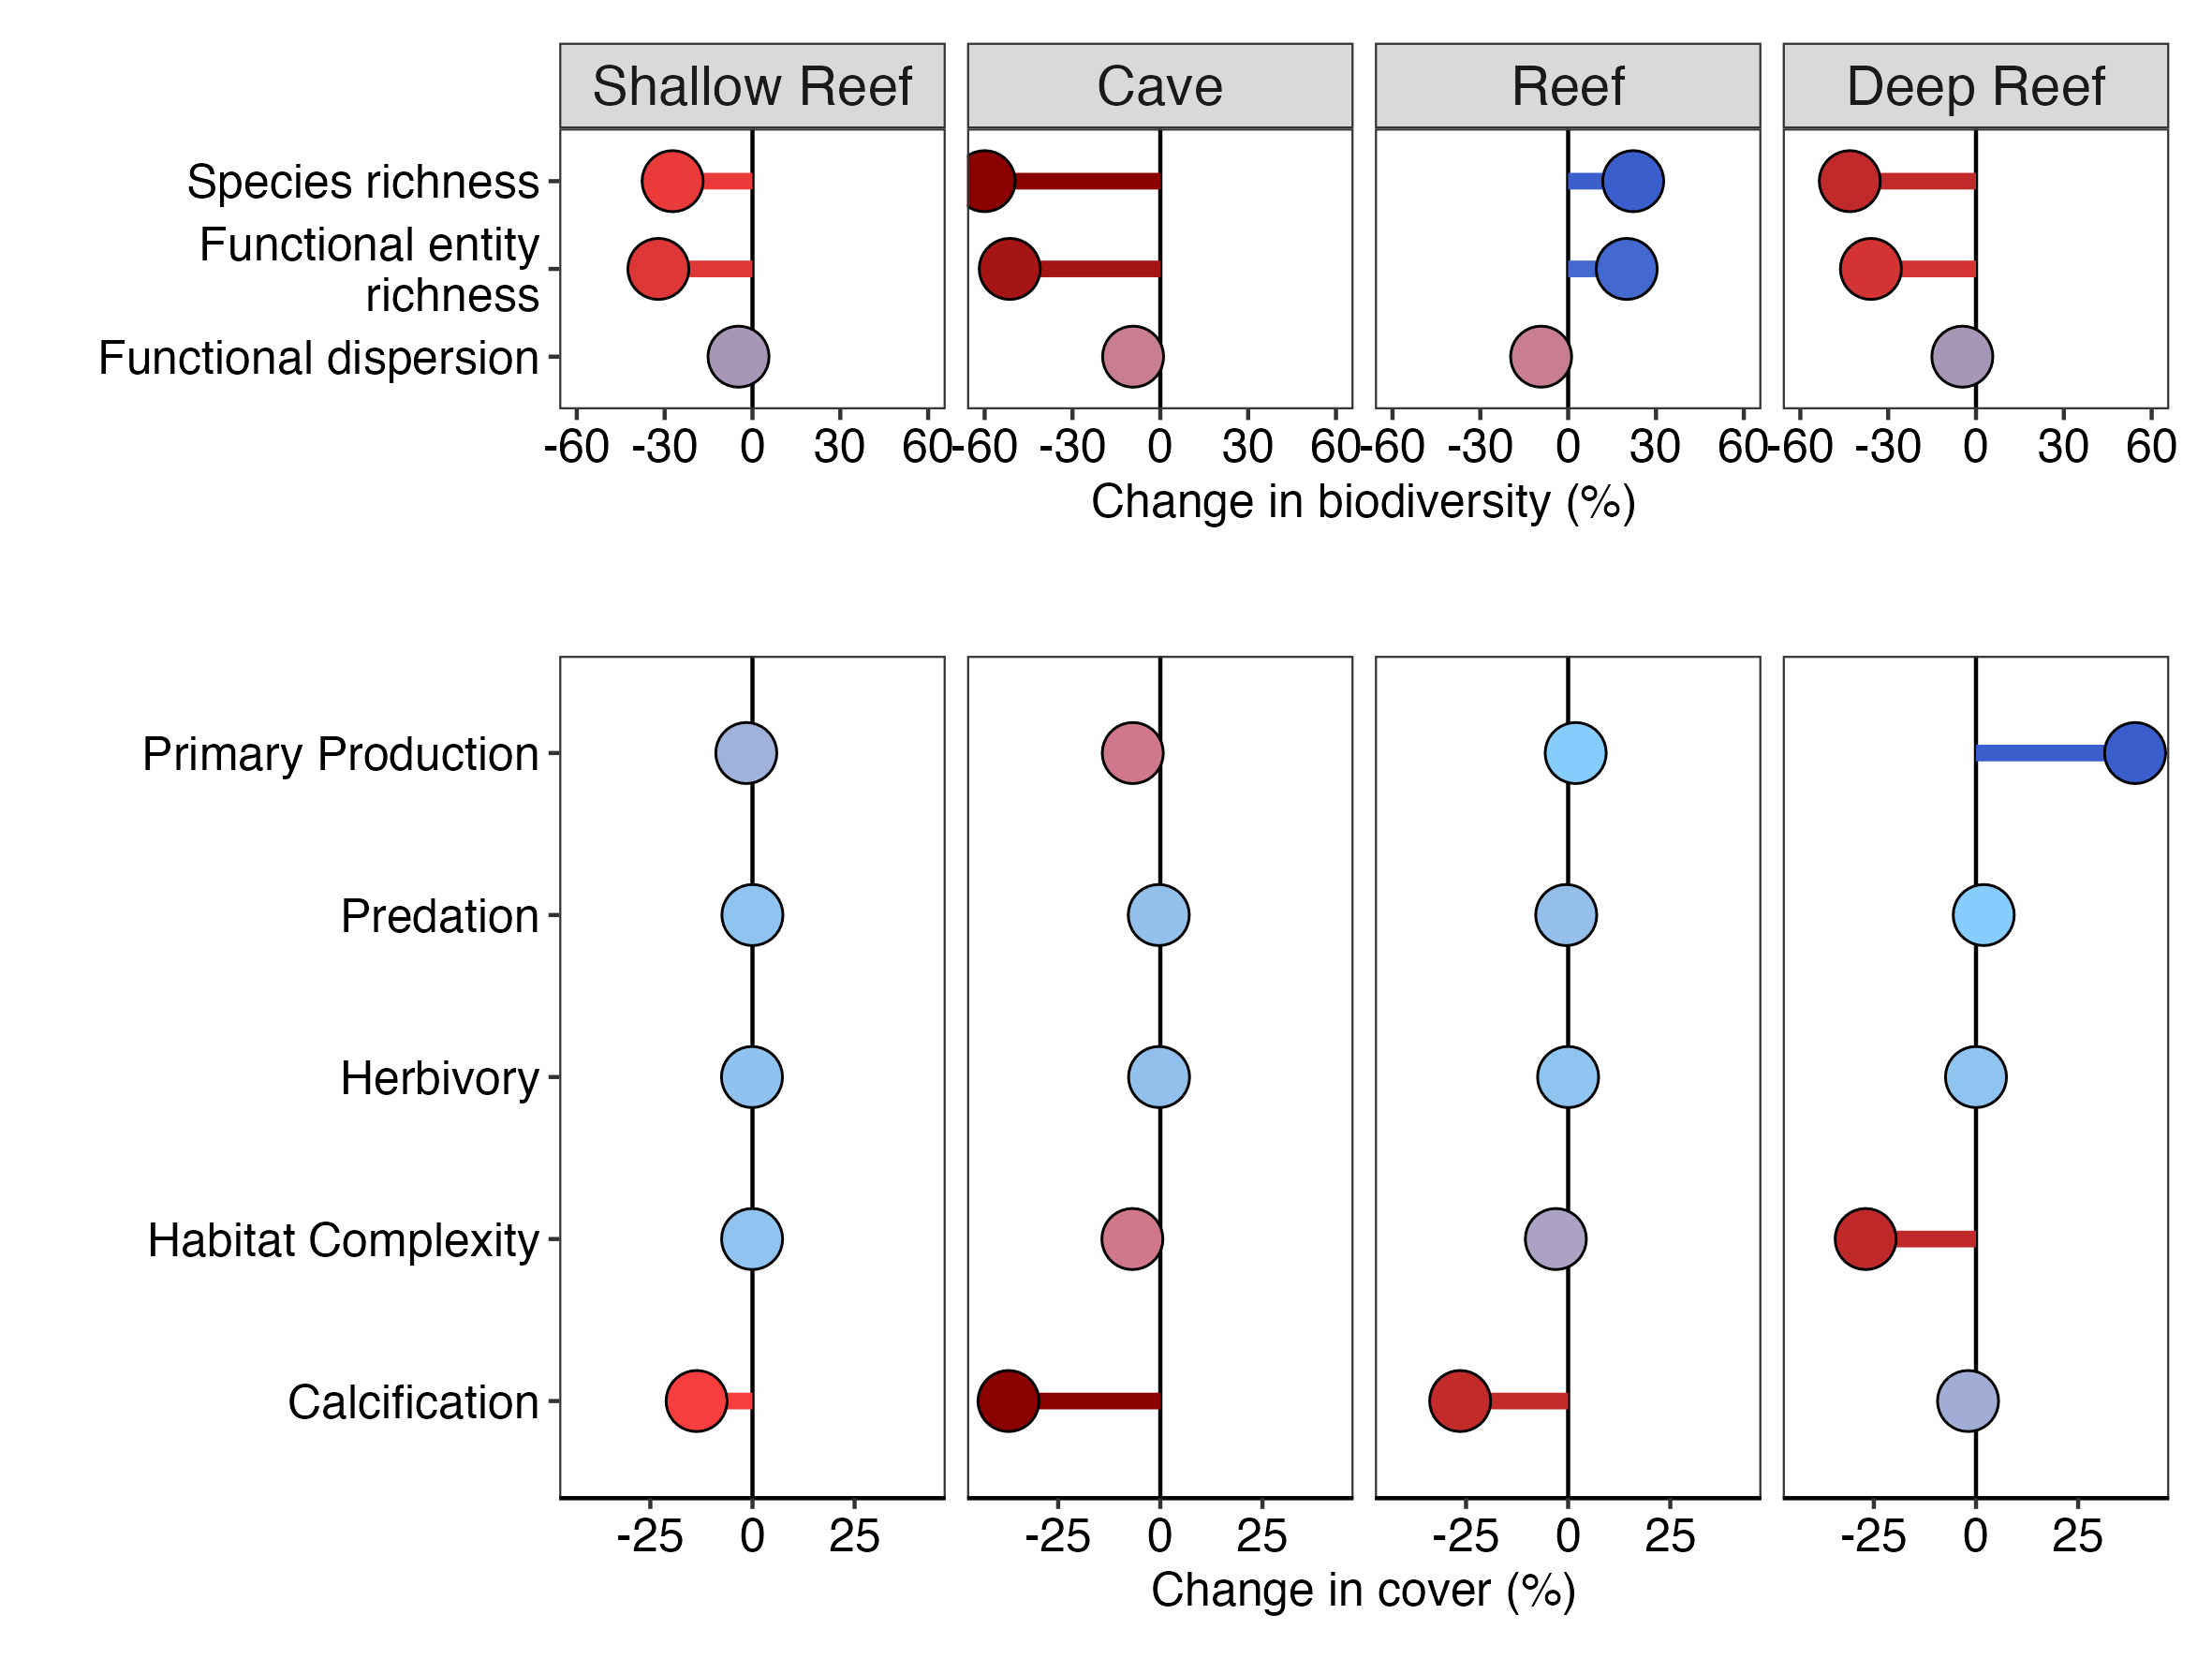 Shallow Reef Cave Reef Deep Reef
Species richness
Functional entity
richness
Functional dispersion
-60 -30 0 30 60 -60 -30 0 30 60 -60 -30 0 30 60 -60 -30 0 30 60
Change in biodiversity (%)
Primary Production
Predation
Herbivory
Habitat Complexity
Calcification
-25 0 25 -25 0 25 -25 0 25 -25 0 25
Change in cover (%)